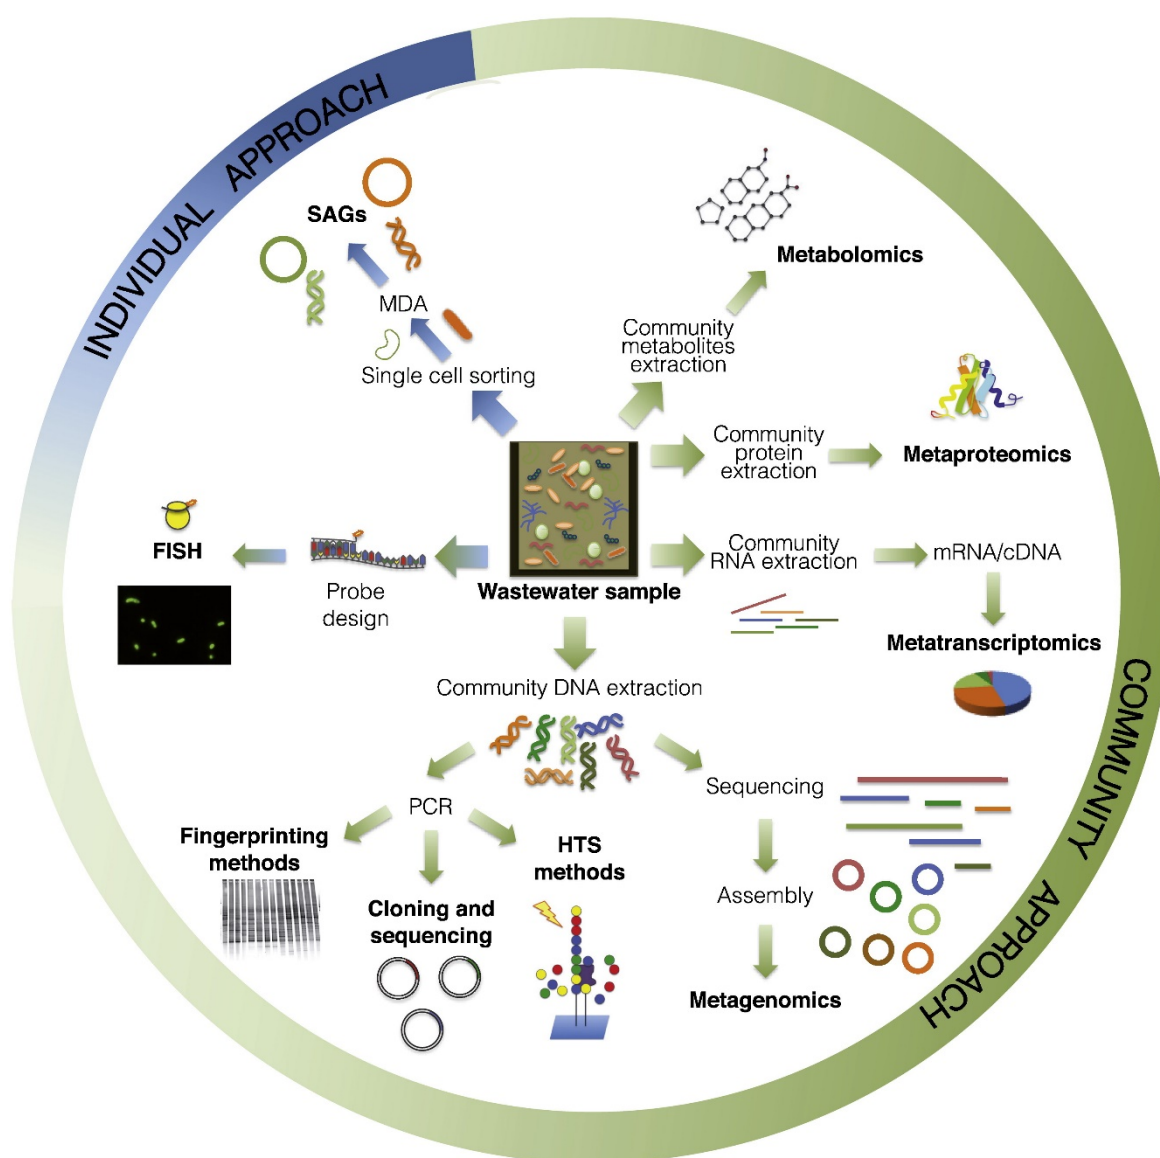 INDIVIDUAL APPROACH
SAGs
MDA
Single cell sorting
Metabolomics
Community
metabolites
extraction
Community
protein
extraction
Metaproteomics
FISH
Probe
design
Wastewater sample
Community
RNA extraction
mRNA/cDNA
Metatranscriptomics
Community DNA extraction
PCR
Fingerprinting
methods
Cloning and
sequencing
HTS
methods
Sequencing
Assembly
Metagenomics
COMMUNITY APPROACH